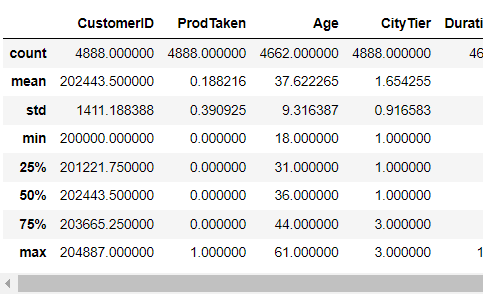 CustomerID ProdTaken Age CityTier
count 4888.000000 4888.000000 4662.000000 4888.000000
mean 202443.500000 0.188216 37.622265 1.654255
std 1411.188388 0.390925 9.316387 0.916583
min 200000.000000 0.000000 18.000000 1.000000
25% 201221.750000 0.000000 31.000000 1.000000
50% 202443.500000 0.000000 36.000000 1.000000
75% 203665.250000 0.000000 44.000000 3.000000
max 204887.000000 1.000000 61.000000 3.000000